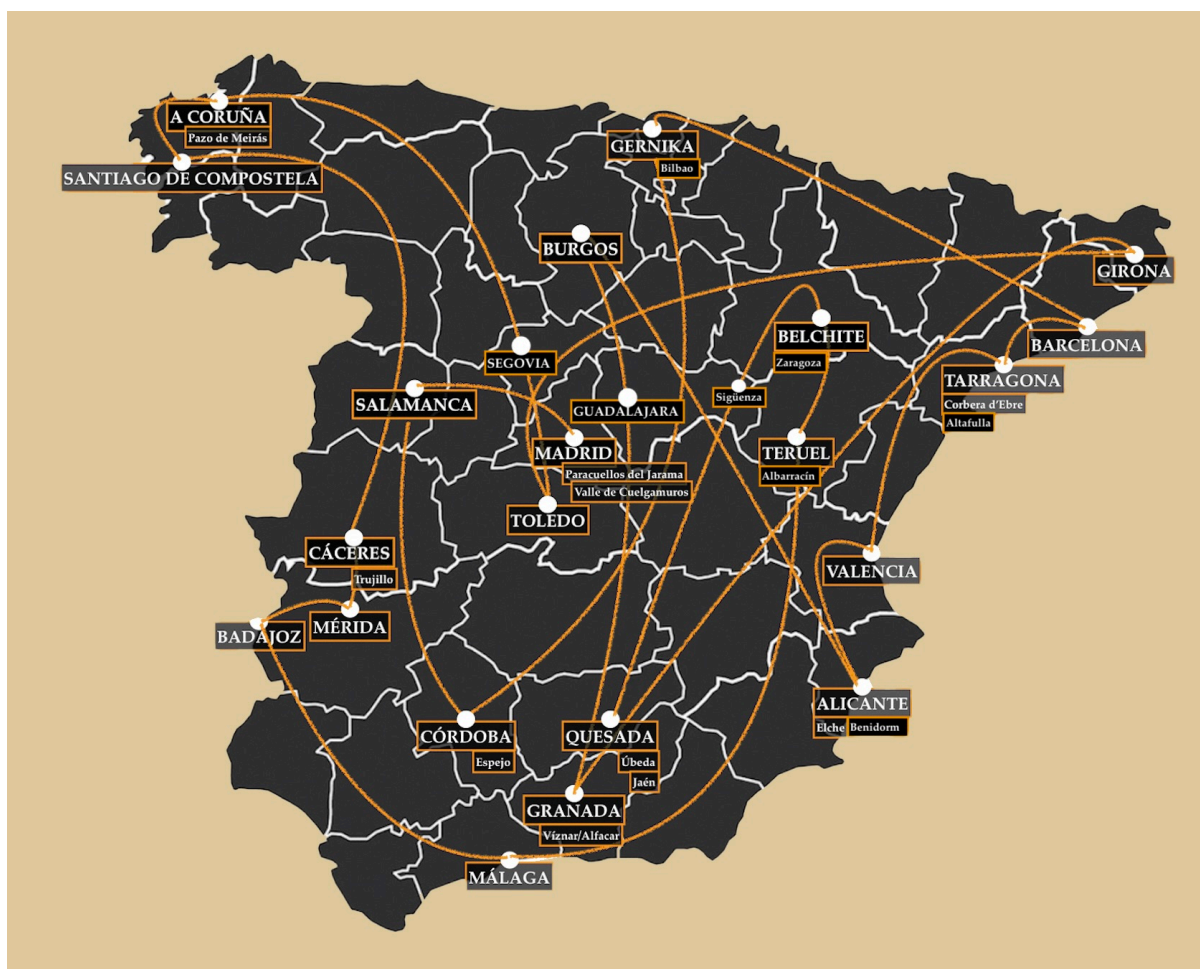 A CORUÑA
Pazo de Meirás
SANTIAGO DE COMPOSTELA
GERNIKA
Bilbao
BURGOS
GIRONA
BELCHITE
Zaragoza
BARCELONA
SEGOVIA
TARRAGONA
Corbera d'Ebre
Altafulla
SALAMANCA
GUADALAJARA
Sigüenza
MADRID
Paracuellos del Jarama
Valle de Cuelgamuros
TERUEL
Albarracín
TOLEDO
CÁCERES
Trujillo
VALENCIA
BADAJOZ
MÉRIDA
ALICANTE
Elche
Benidorm
CÓRDOBA
Espejo
QUESADA
Úbeda
Jaén
GRANADA
Víznar/Alfacar
MÁLAGA